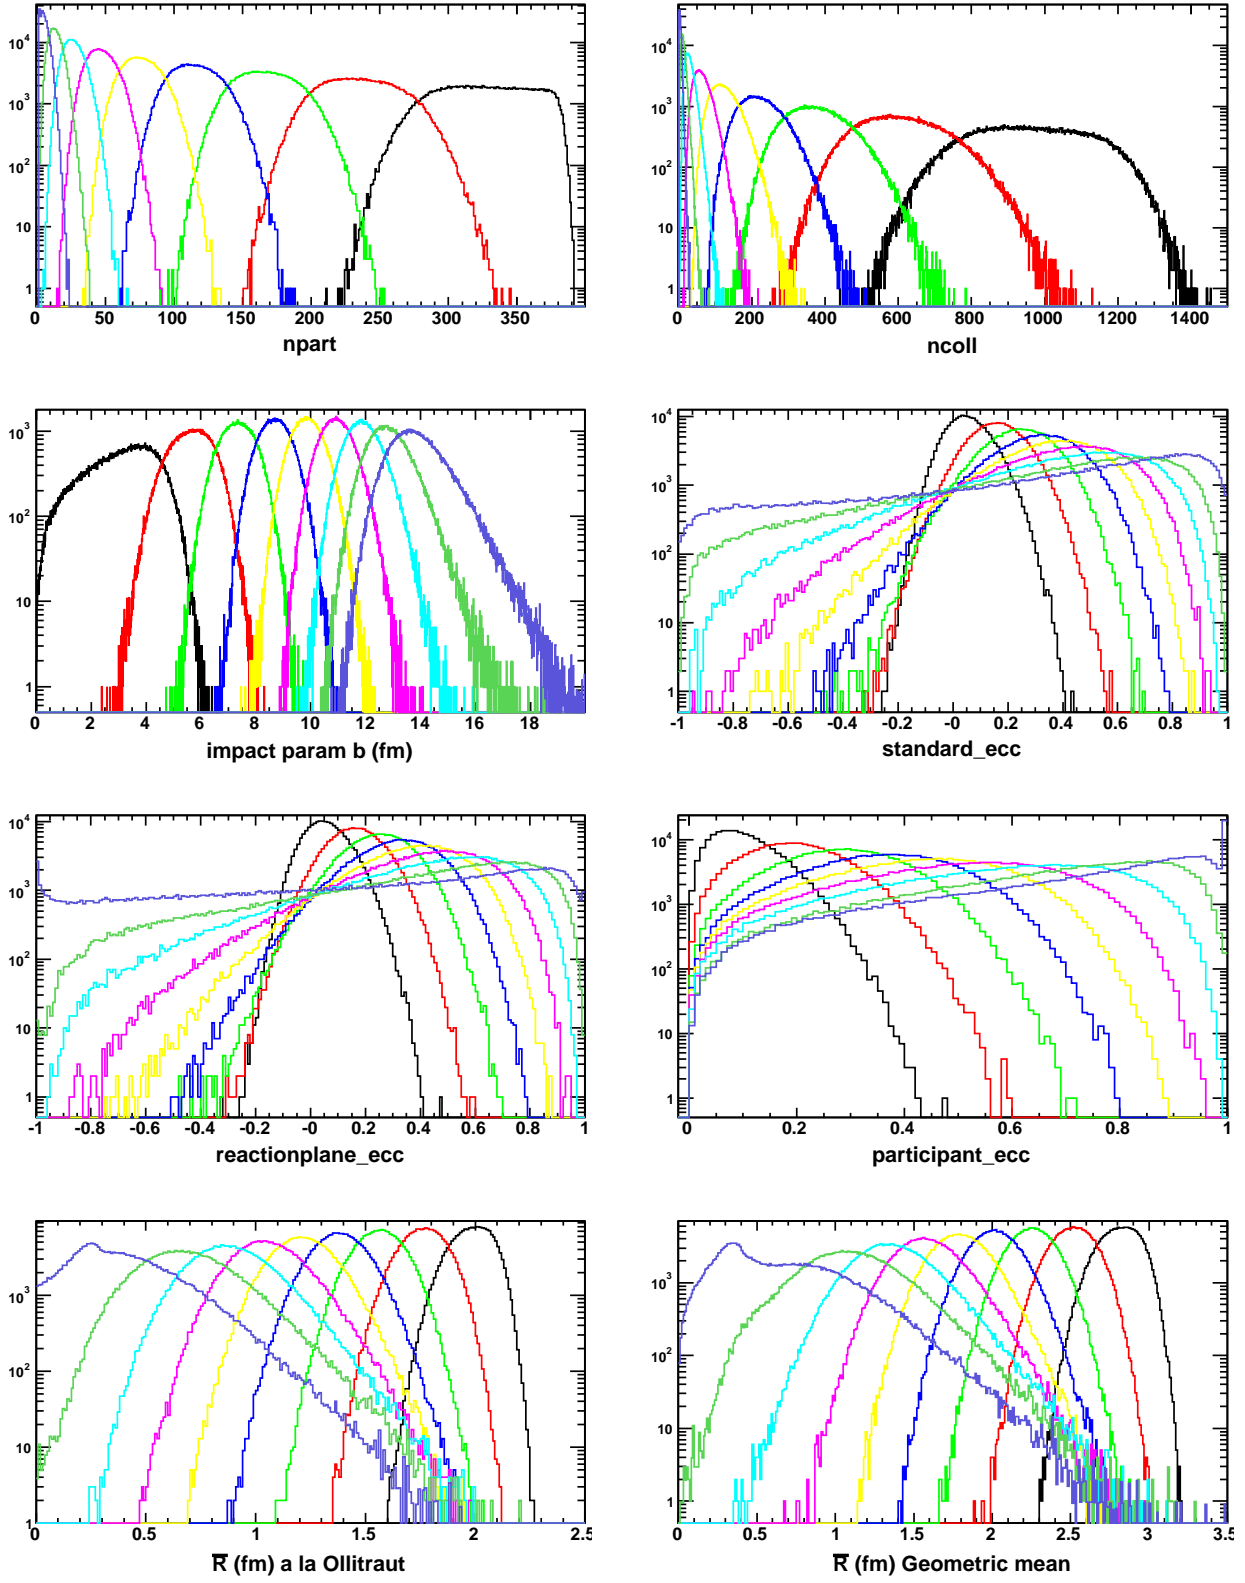 10⁴
10³
10²
10
1
0 50 100 150 200 250 300 350
npart
10⁴
10³
10²
10
1
0 200 400 600 800 1000 1200 1400
ncoll
10³
10²
10
1
0 2 4 6 8 10 12 14 16 18
impact param b (fm)
10⁴
10³
10²
10
1
-1 -0.8 -0.6 -0.4 -0.2 -0 0.2 0.4 0.6 0.8 1
standard_ecc
10⁴
10³
10²
10
1
-1 -0.8 -0.6 -0.4 -0.2 -0 0.2 0.4 0.6 0.8 1
reactionplane_ecc
10⁴
10³
10²
10
1
0 0.2 0.4 0.6 0.8 1
participant_ecc
10³
10²
10
1
0 0.5 1 1.5 2 2.5
R̅ (fm) a la Ollitraut
10³
10²
10
1
0 0.5 1 1.5 2 2.5 3 3.5
R̅ (fm) Geometric mean